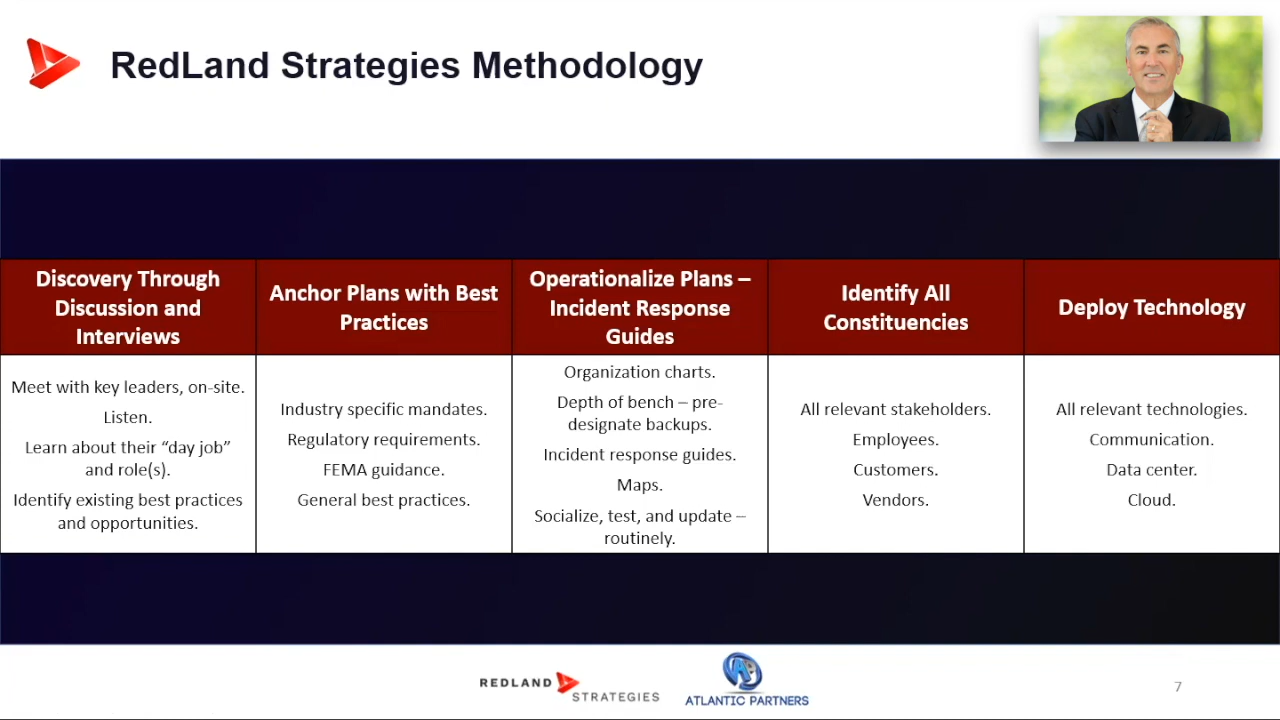 RedLand Strategies Methodology
Discovery Through
Discussion and
Interviews
Meet with key leaders, on-site.
Listen.
Learn about their “day job”
and role(s).
Identify existing best practices
and opportunities.
Anchor Plans with Best
Practices
Industry specific mandates.
Regulatory requirements.
FEMA guidance.
General best practices.
Operationalize Plans –
Incident Response
Guides
Organization charts.
Depth of bench – pre-
designate backups.
Incident response guides.
Maps.
Socialize, test, and update –
routinely.
Identify All
Constituencies
All relevant stakeholders.
Employees.
Customers.
Vendors.
Deploy Technology
All relevant technologies.
Communication.
Data center.
Cloud.
REDLAND
STRATEGIES
ATLANTIC PARTNERS
7